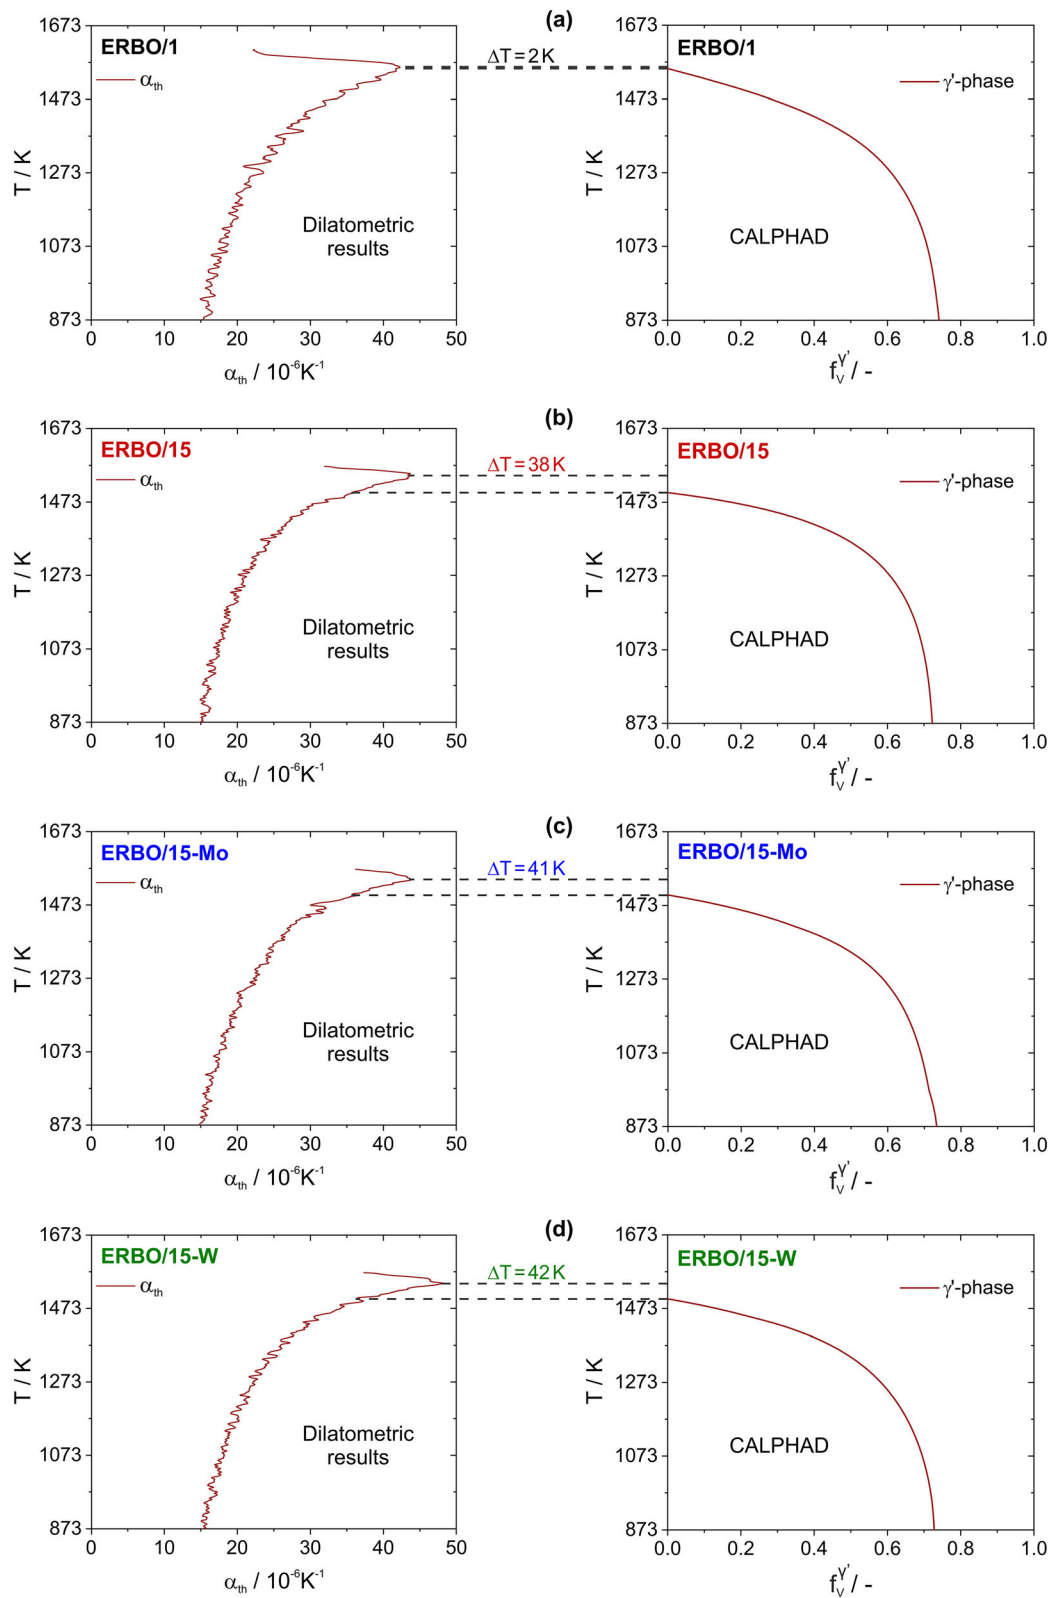 (a)
ERBO/1
α_th
Dilatometric
results
T / K
1673
1473
1273
1073
873
0 10 20 30 40 50
α_th / 10⁻⁶K⁻¹
ΔT = 2 K
ERBO/1
γ'-phase
CALPHAD
T / K
1673
1473
1273
1073
873
0.0 0.2 0.4 0.6 0.8 1.0
f_V^γ' / -
(b)
ERBO/15
α_th
Dilatometric
results
T / K
1673
1473
1273
1073
873
0 10 20 30 40 50
α_th / 10⁻⁶K⁻¹
ΔT = 38 K
ERBO/15
γ'-phase
CALPHAD
T / K
1673
1473
1273
1073
873
0.0 0.2 0.4 0.6 0.8 1.0
f_V^γ' / -
(c)
ERBO/15-Mo
α_th
Dilatometric
results
T / K
1673
1473
1273
1073
873
0 10 20 30 40 50
α_th / 10⁻⁶K⁻¹
ΔT = 41 K
ERBO/15-Mo
γ'-phase
CALPHAD
T / K
1673
1473
1273
1073
873
0.0 0.2 0.4 0.6 0.8 1.0
f_V^γ' / -
(d)
ERBO/15-W
α_th
Dilatometric
results
T / K
1673
1473
1273
1073
873
0 10 20 30 40 50
α_th / 10⁻⁶K⁻¹
ΔT = 42 K
ERBO/15-W
γ'-phase
CALPHAD
T / K
1673
1473
1273
1073
873
0.0 0.2 0.4 0.6 0.8 1.0
f_V^γ' / -